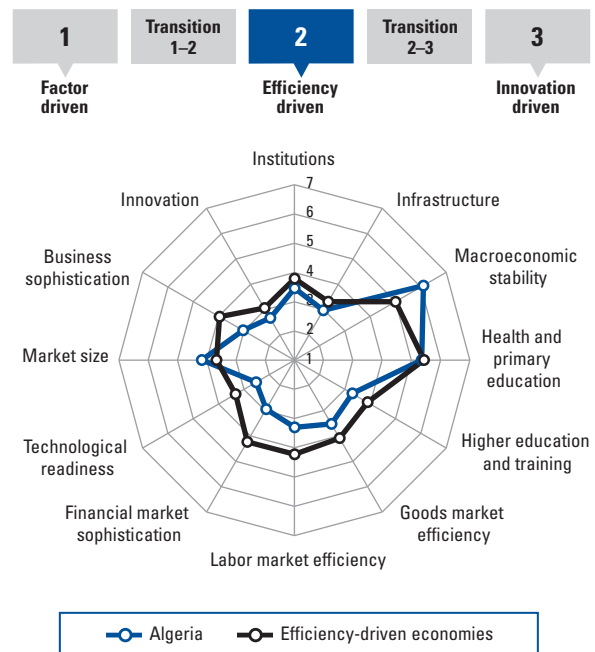 1
Transition
1–2
2
Transition
2–3
3
Factor
driven
Efficiency
driven
Innovation
driven
Institutions
Infrastructure
Macroeconomic
stability
Health and
primary
education
Higher education
and training
Goods market
efficiency
Labor market efficiency
Financial market
sophistication
Technological
readiness
Market size
Business
sophistication
Innovation
7
6
5
4
3
2
1
Algeria
Efficiency-driven economies